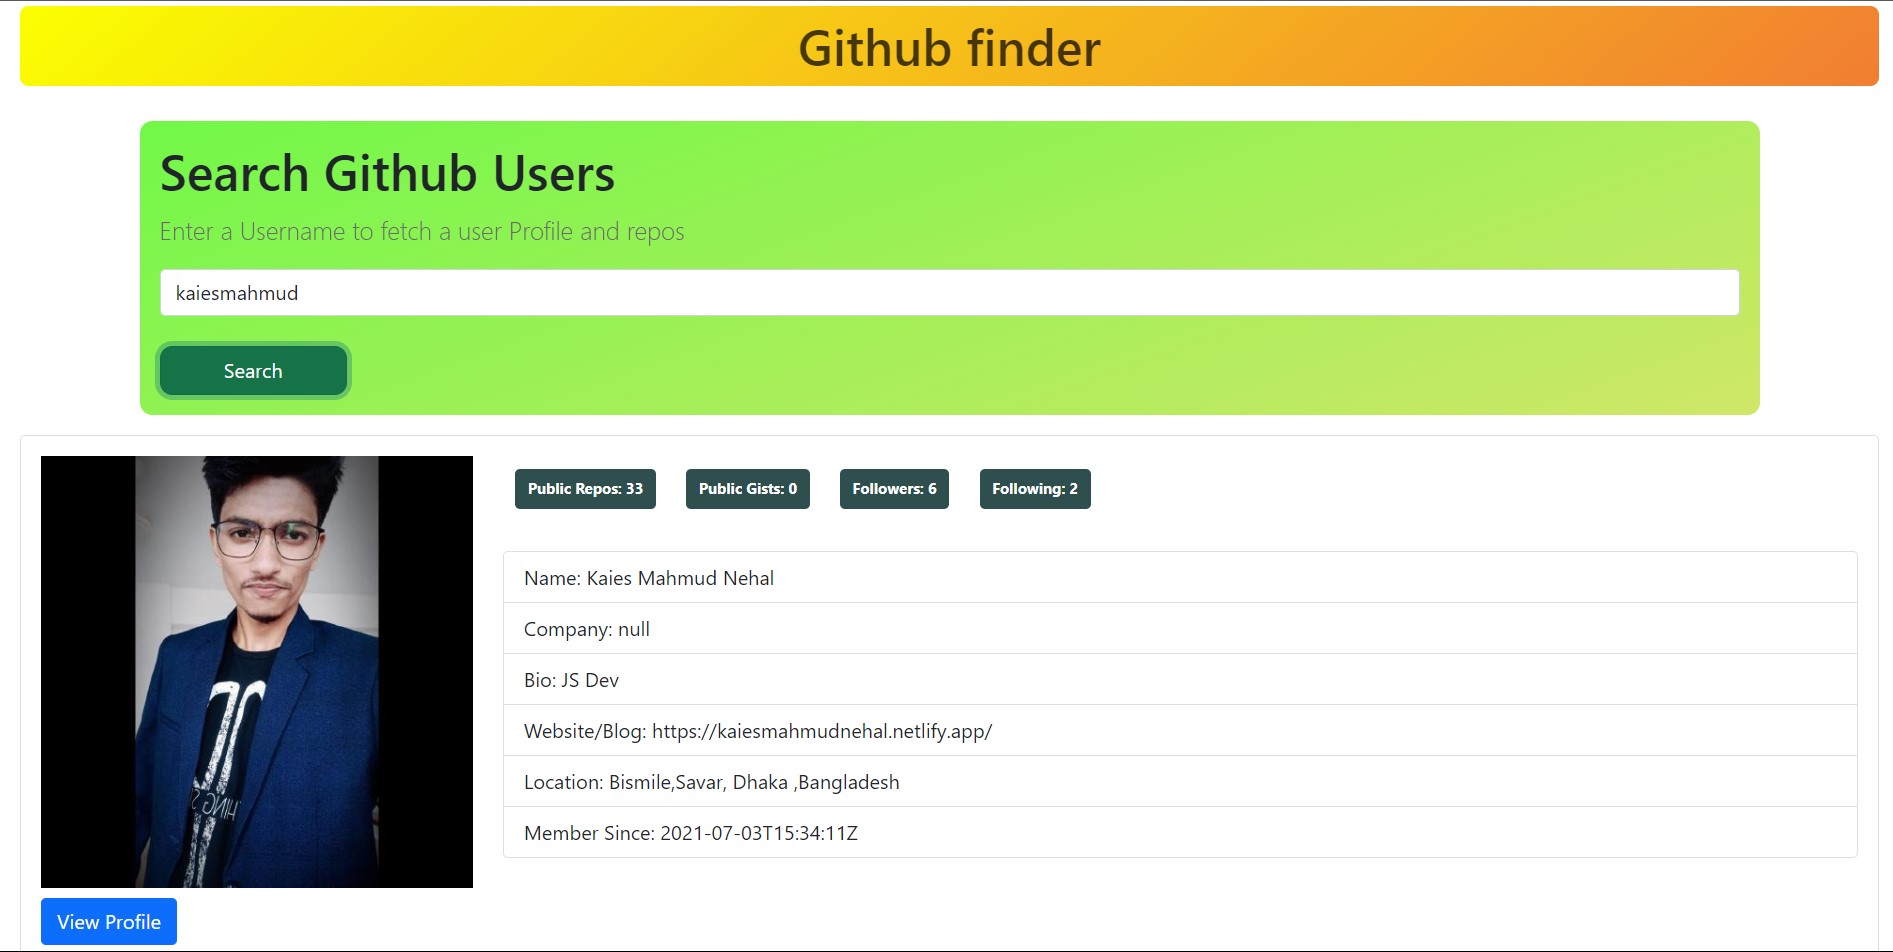 Github finder
Search Github Users
Enter a Username to fetch a user Profile and repos
kaiesmahmud
Search
Public Repos: 33
Public Gists: 0
Followers: 6
Following: 2
Name: Kaies Mahmud Nehal
Company: null
Bio: JS Dev
Website/Blog: https://kaiesmahmudnehal.netlify.app/
Location: Bismile,Savar, Dhaka ,Bangladesh
Member Since: 2021-07-03T15:34:11Z
View Profile